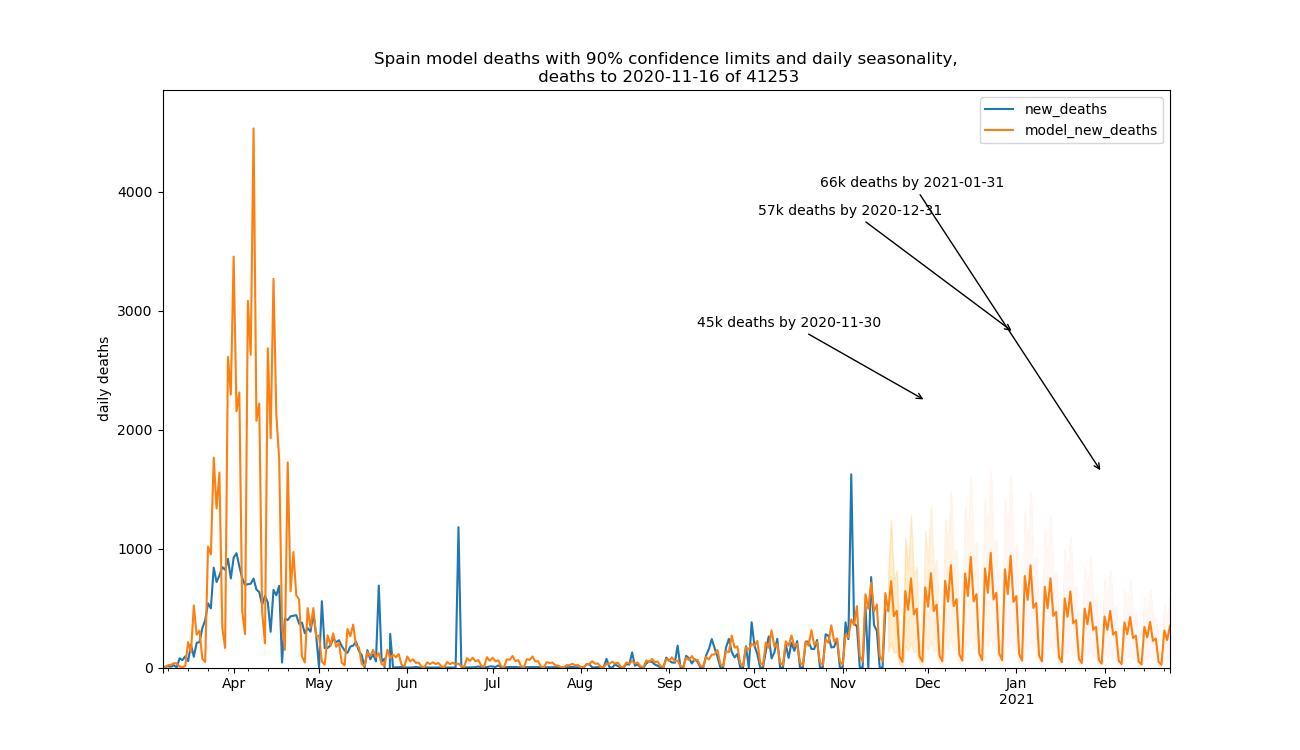 Spain model deaths with 90% confidence limits and daily seasonality,
deaths to 2020-11-16 of 41253
new_deaths
model_new_deaths
66k deaths by 2021-01-31
57k deaths by 2020-12-31
45k deaths by 2020-11-30
daily deaths
4000
3000
2000
1000
0
Apr May Jun Jul Aug Sep Oct Nov Dec Jan Feb
2021